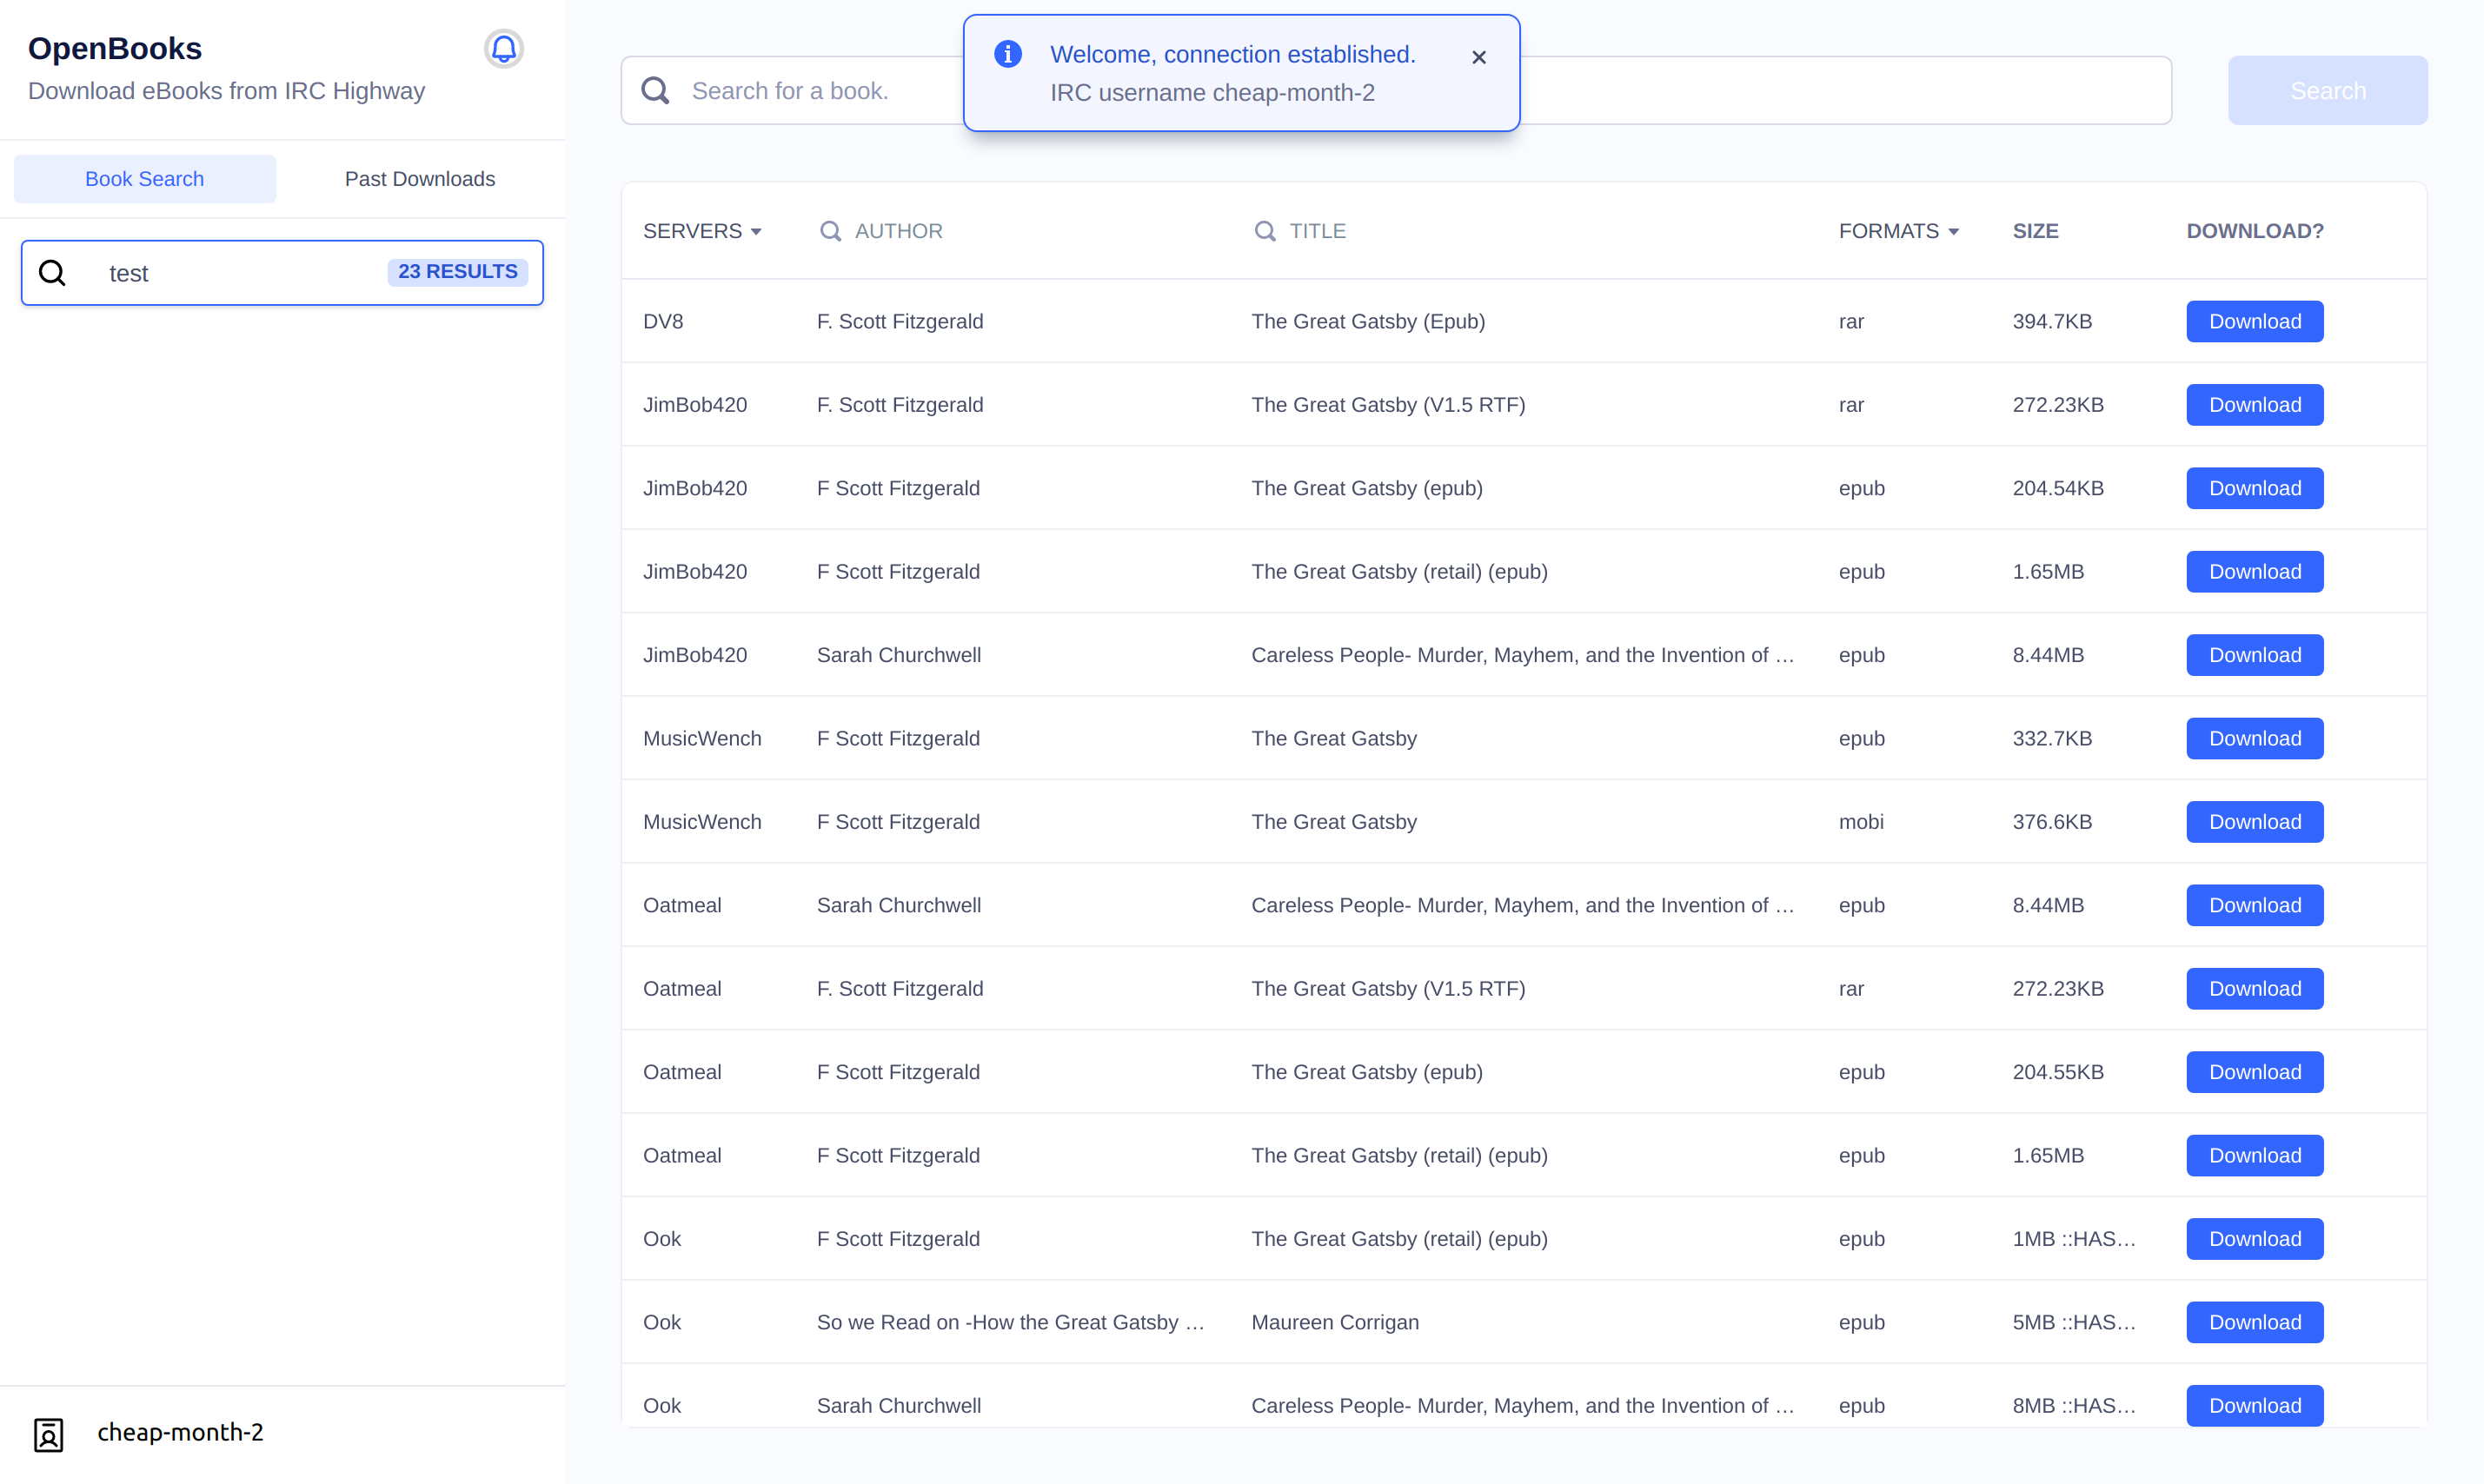 OpenBooks
Download eBooks from IRC Highway
Book Search Past Downloads
test 23 RESULTS
cheap-month-2
Search for a book. Search
Welcome, connection established.
IRC username cheap-month-2
SERVERS AUTHOR TITLE FORMATS SIZE DOWNLOAD?
DV8 F. Scott Fitzgerald The Great Gatsby (Epub) rar 394.7KB Download
JimBob420 F. Scott Fitzgerald The Great Gatsby (V1.5 RTF) rar 272.23KB Download
JimBob420 F Scott Fitzgerald The Great Gatsby (epub) epub 204.54KB Download
JimBob420 F Scott Fitzgerald The Great Gatsby (retail) (epub) epub 1.65MB Download
JimBob420 Sarah Churchwell Careless People- Murder, Mayhem, and the Invention of … epub 8.44MB Download
MusicWench F Scott Fitzgerald The Great Gatsby epub 332.7KB Download
MusicWench F Scott Fitzgerald The Great Gatsby mobi 376.6KB Download
Oatmeal Sarah Churchwell Careless People- Murder, Mayhem, and the Invention of … epub 8.44MB Download
Oatmeal F. Scott Fitzgerald The Great Gatsby (V1.5 RTF) rar 272.23KB Download
Oatmeal F Scott Fitzgerald The Great Gatsby (epub) epub 204.55KB Download
Oatmeal F Scott Fitzgerald The Great Gatsby (retail) (epub) epub 1.65MB Download
Ook F Scott Fitzgerald The Great Gatsby (retail) (epub) epub 1MB ::HAS… Download
Ook So we Read on -How the Great Gatsby … Maureen Corrigan epub 5MB ::HAS… Download
Ook Sarah Churchwell Careless People- Murder, Mayhem, and the Invention of … epub 8MB ::HAS… Download